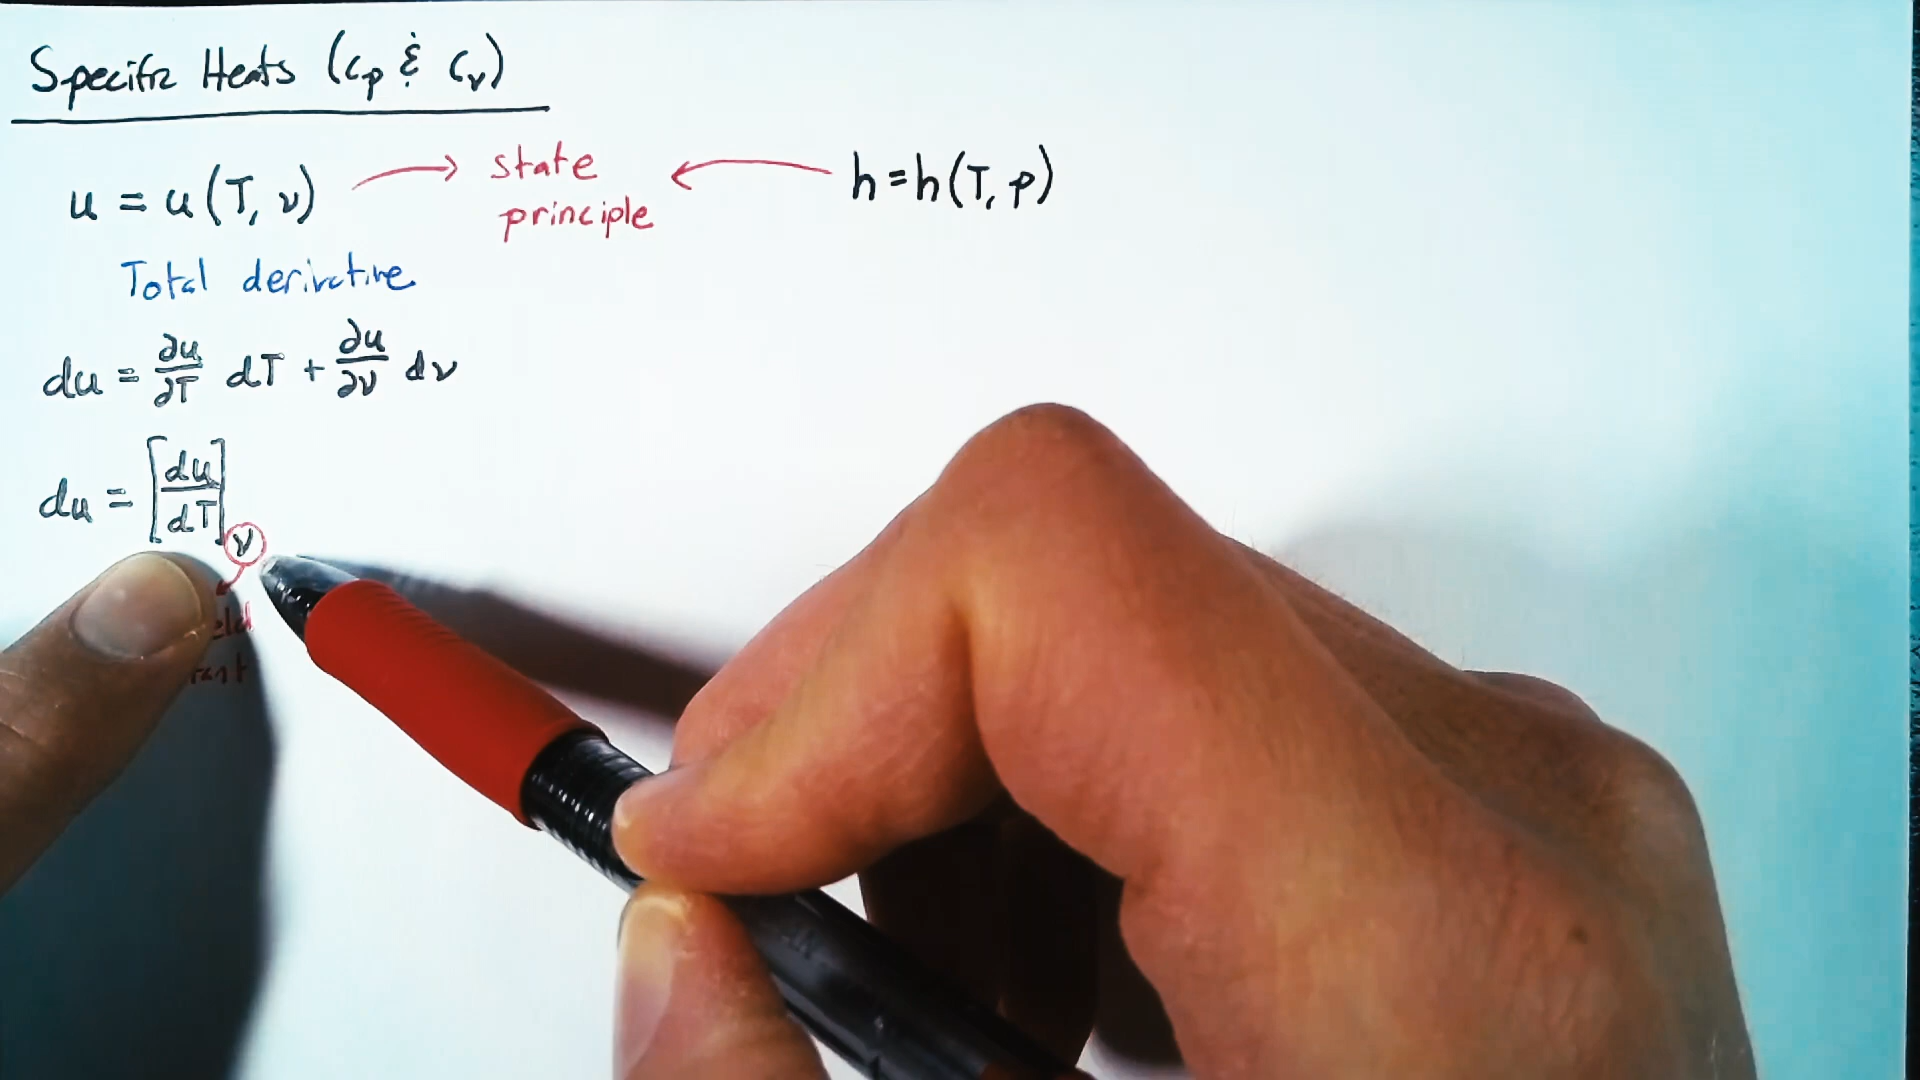 Specific Heats (cp & cv)
u = u(T, v)
state
principle
h = h(T, p)
Total derivative
du = ∂u/∂T dT + ∂u/∂v dv
du = [du/dT]v